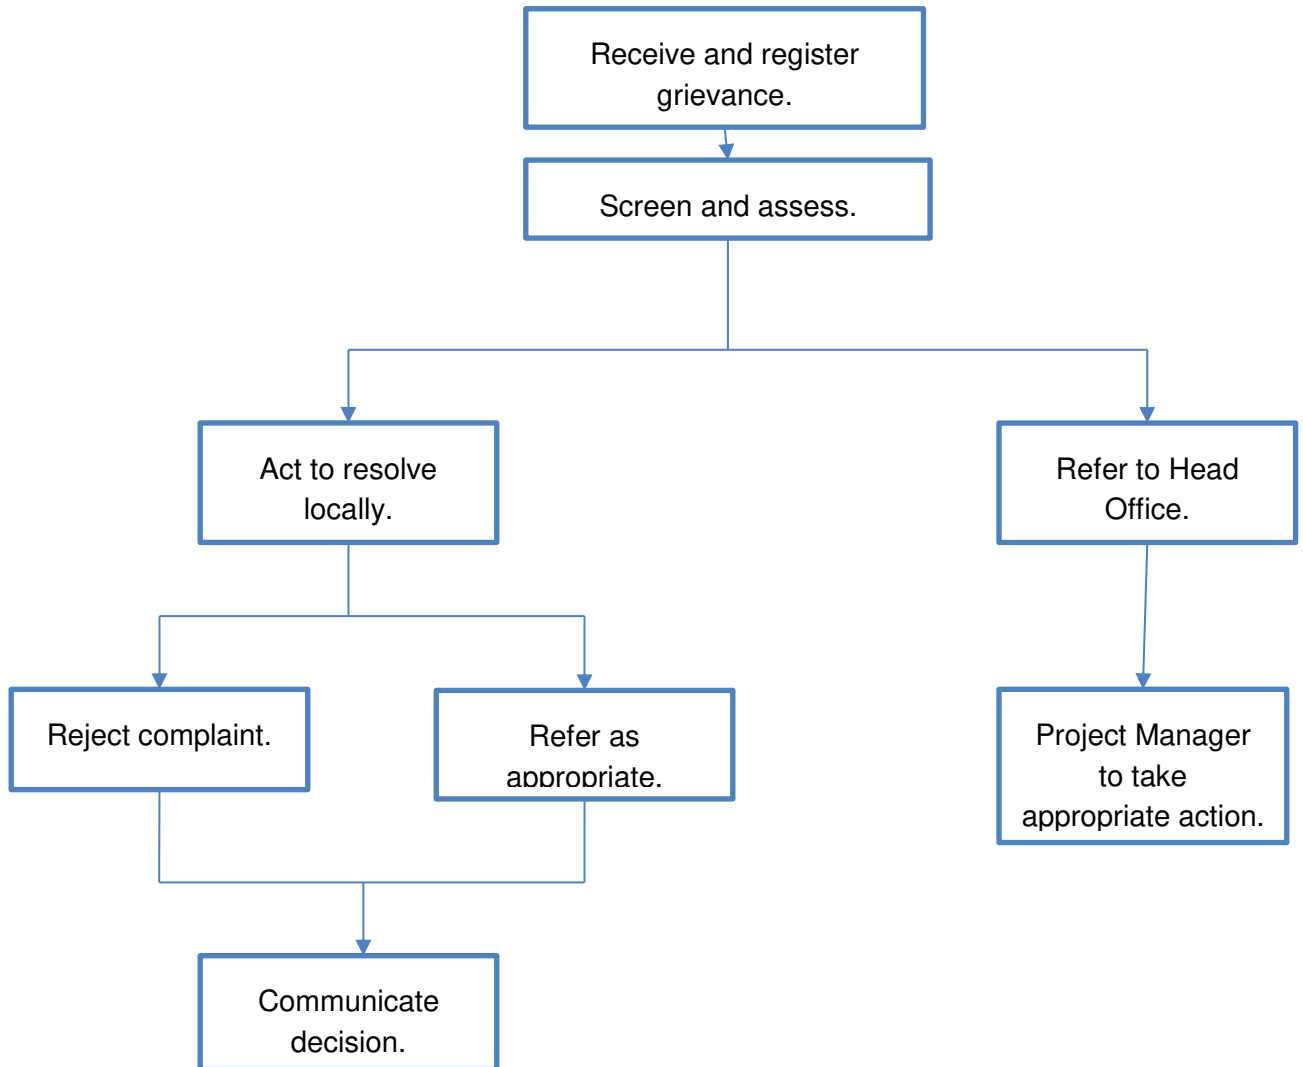 Receive and register
grievance.
Screen and assess.
Act to resolve
locally.
Refer to Head
Office.
Reject complaint.
Refer as
appropriate.
Project Manager
to take
appropriate action.
Communicate
decision.